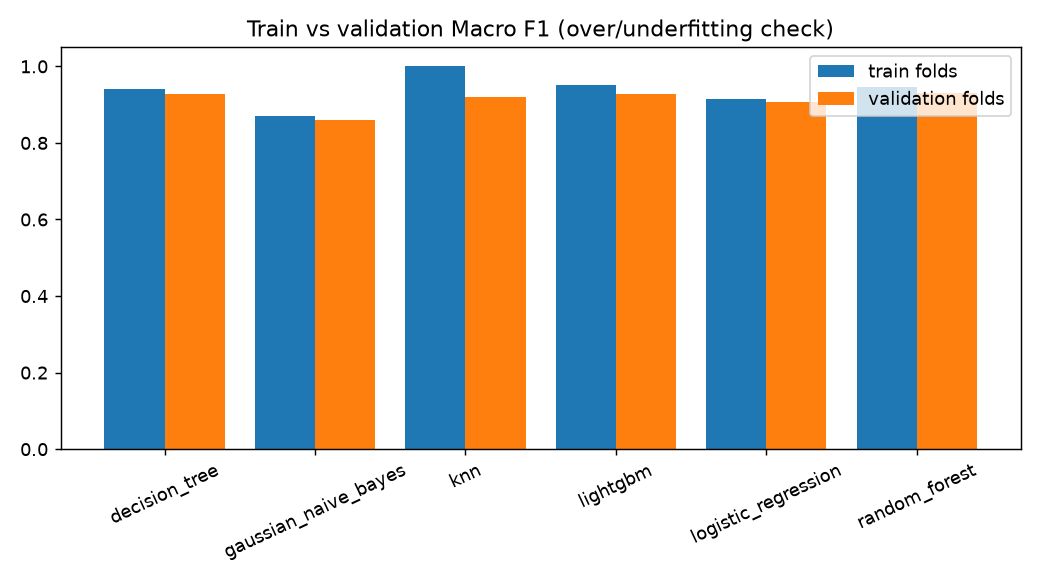 Train vs validation Macro F1 (over/underfitting check)
train folds
validation folds
1.0
0.8
0.6
0.4
0.2
0.0
decision_tree
gaussian_naive_bayes
knn
lightgbm
logistic_regression
random_forest